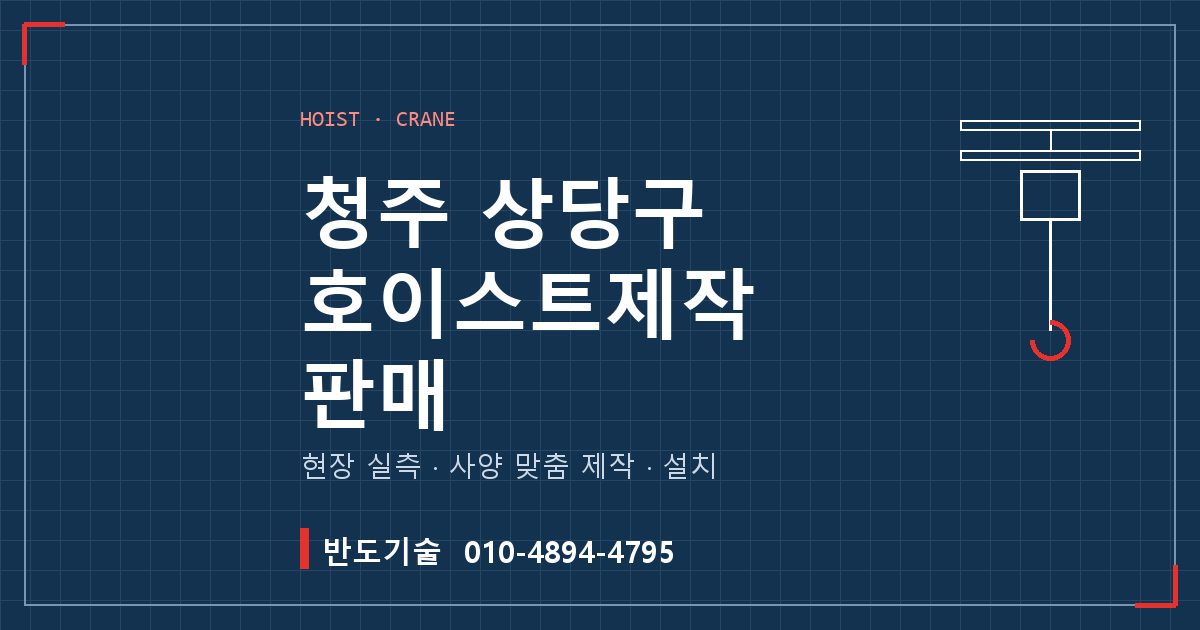 HOIST · CRANE
청주 상당구
호이스트제작
판매
현장 실측 · 사양 맞춤 제작 · 설치
반도기술 010-4894-4795